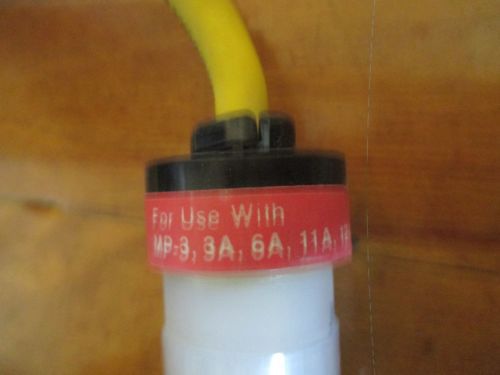 For Use With
MP-3, 3A, 6A, 11A,